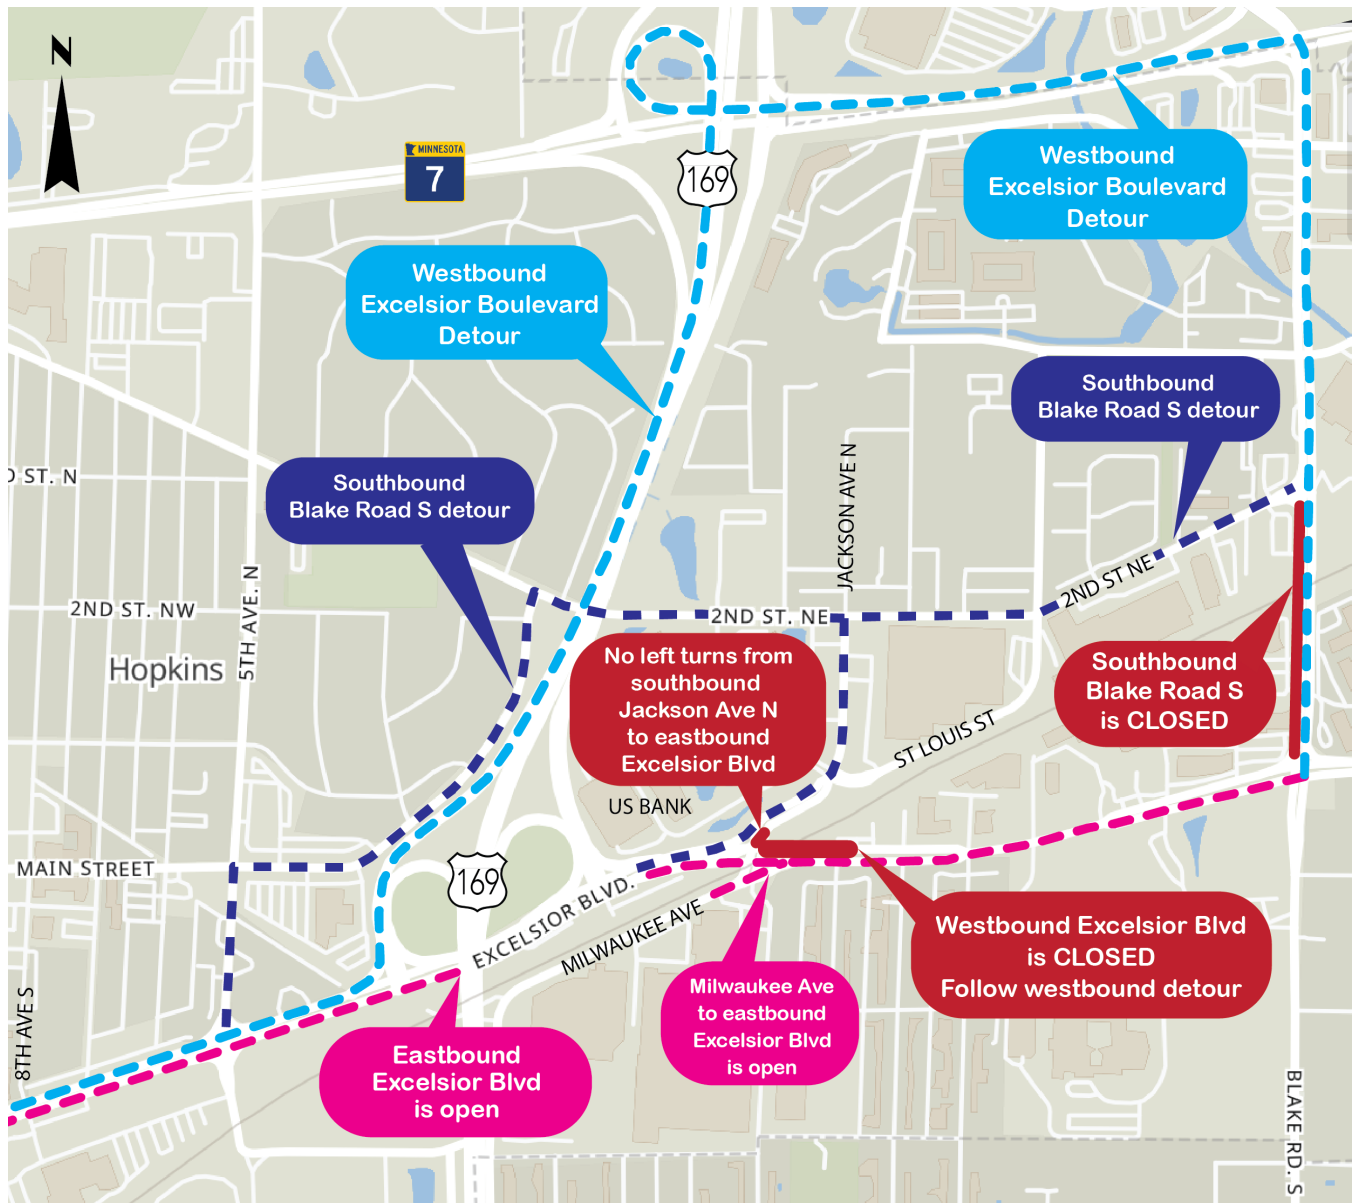 N
MINNESOTA
7
169
Westbound
Excelsior Boulevard
Detour
Westbound
Excelsior Boulevard
Detour
Southbound
Blake Road S detour
Southbound
Blake Road S detour
ST. N
JACKSON AVE N
2ND ST NE
2ND ST. NW
5TH AVE. N
2ND ST. NE
Hopkins
No left turns from
southbound
Jackson Ave N
to eastbound
Excelsior Blvd
Southbound
Blake Road S
is CLOSED
ST LOUIS ST
US BANK
MAIN STREET
169
EXCELSIOR BLVD.
MILWAUKEE AVE
Westbound Excelsior Blvd
is CLOSED
Follow westbound detour
Milwaukee Ave
to eastbound
Excelsior Blvd
is open
8TH AVE S
Eastbound
Excelsior Blvd
is open
BLAKE RD. S